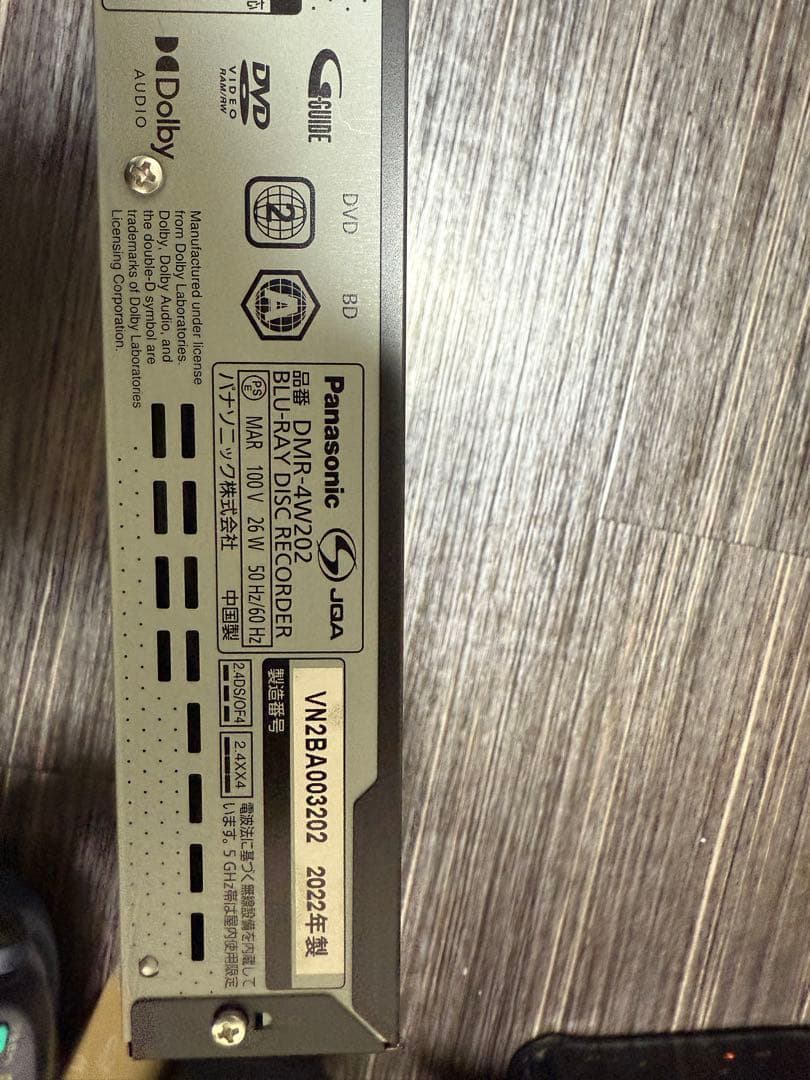 応
G-GUIDE
DVD
VIDEO
RAM/RW
Dolby
AUDIO
DVD
2
BD
A
Manufactured under license
from Dolby Laboratories.
Dolby, Dolby Audio, and
the double-D symbol are
trademarks of Dolby Laboratories
Licensing Corporation.
Panasonic JQA
品番 DMR-4W202
BLU-RAY DISC RECORDER
PS E MAR 100 V 26 W 50 Hz/60 Hz
パナソニック株式会社 中国製
製造番号
VN2BA003202 2022年製
2.4DS/OF4
2.4XX4
電波法に基づく無線設備を内蔵して
います。5 GHz帯は屋内使用限定